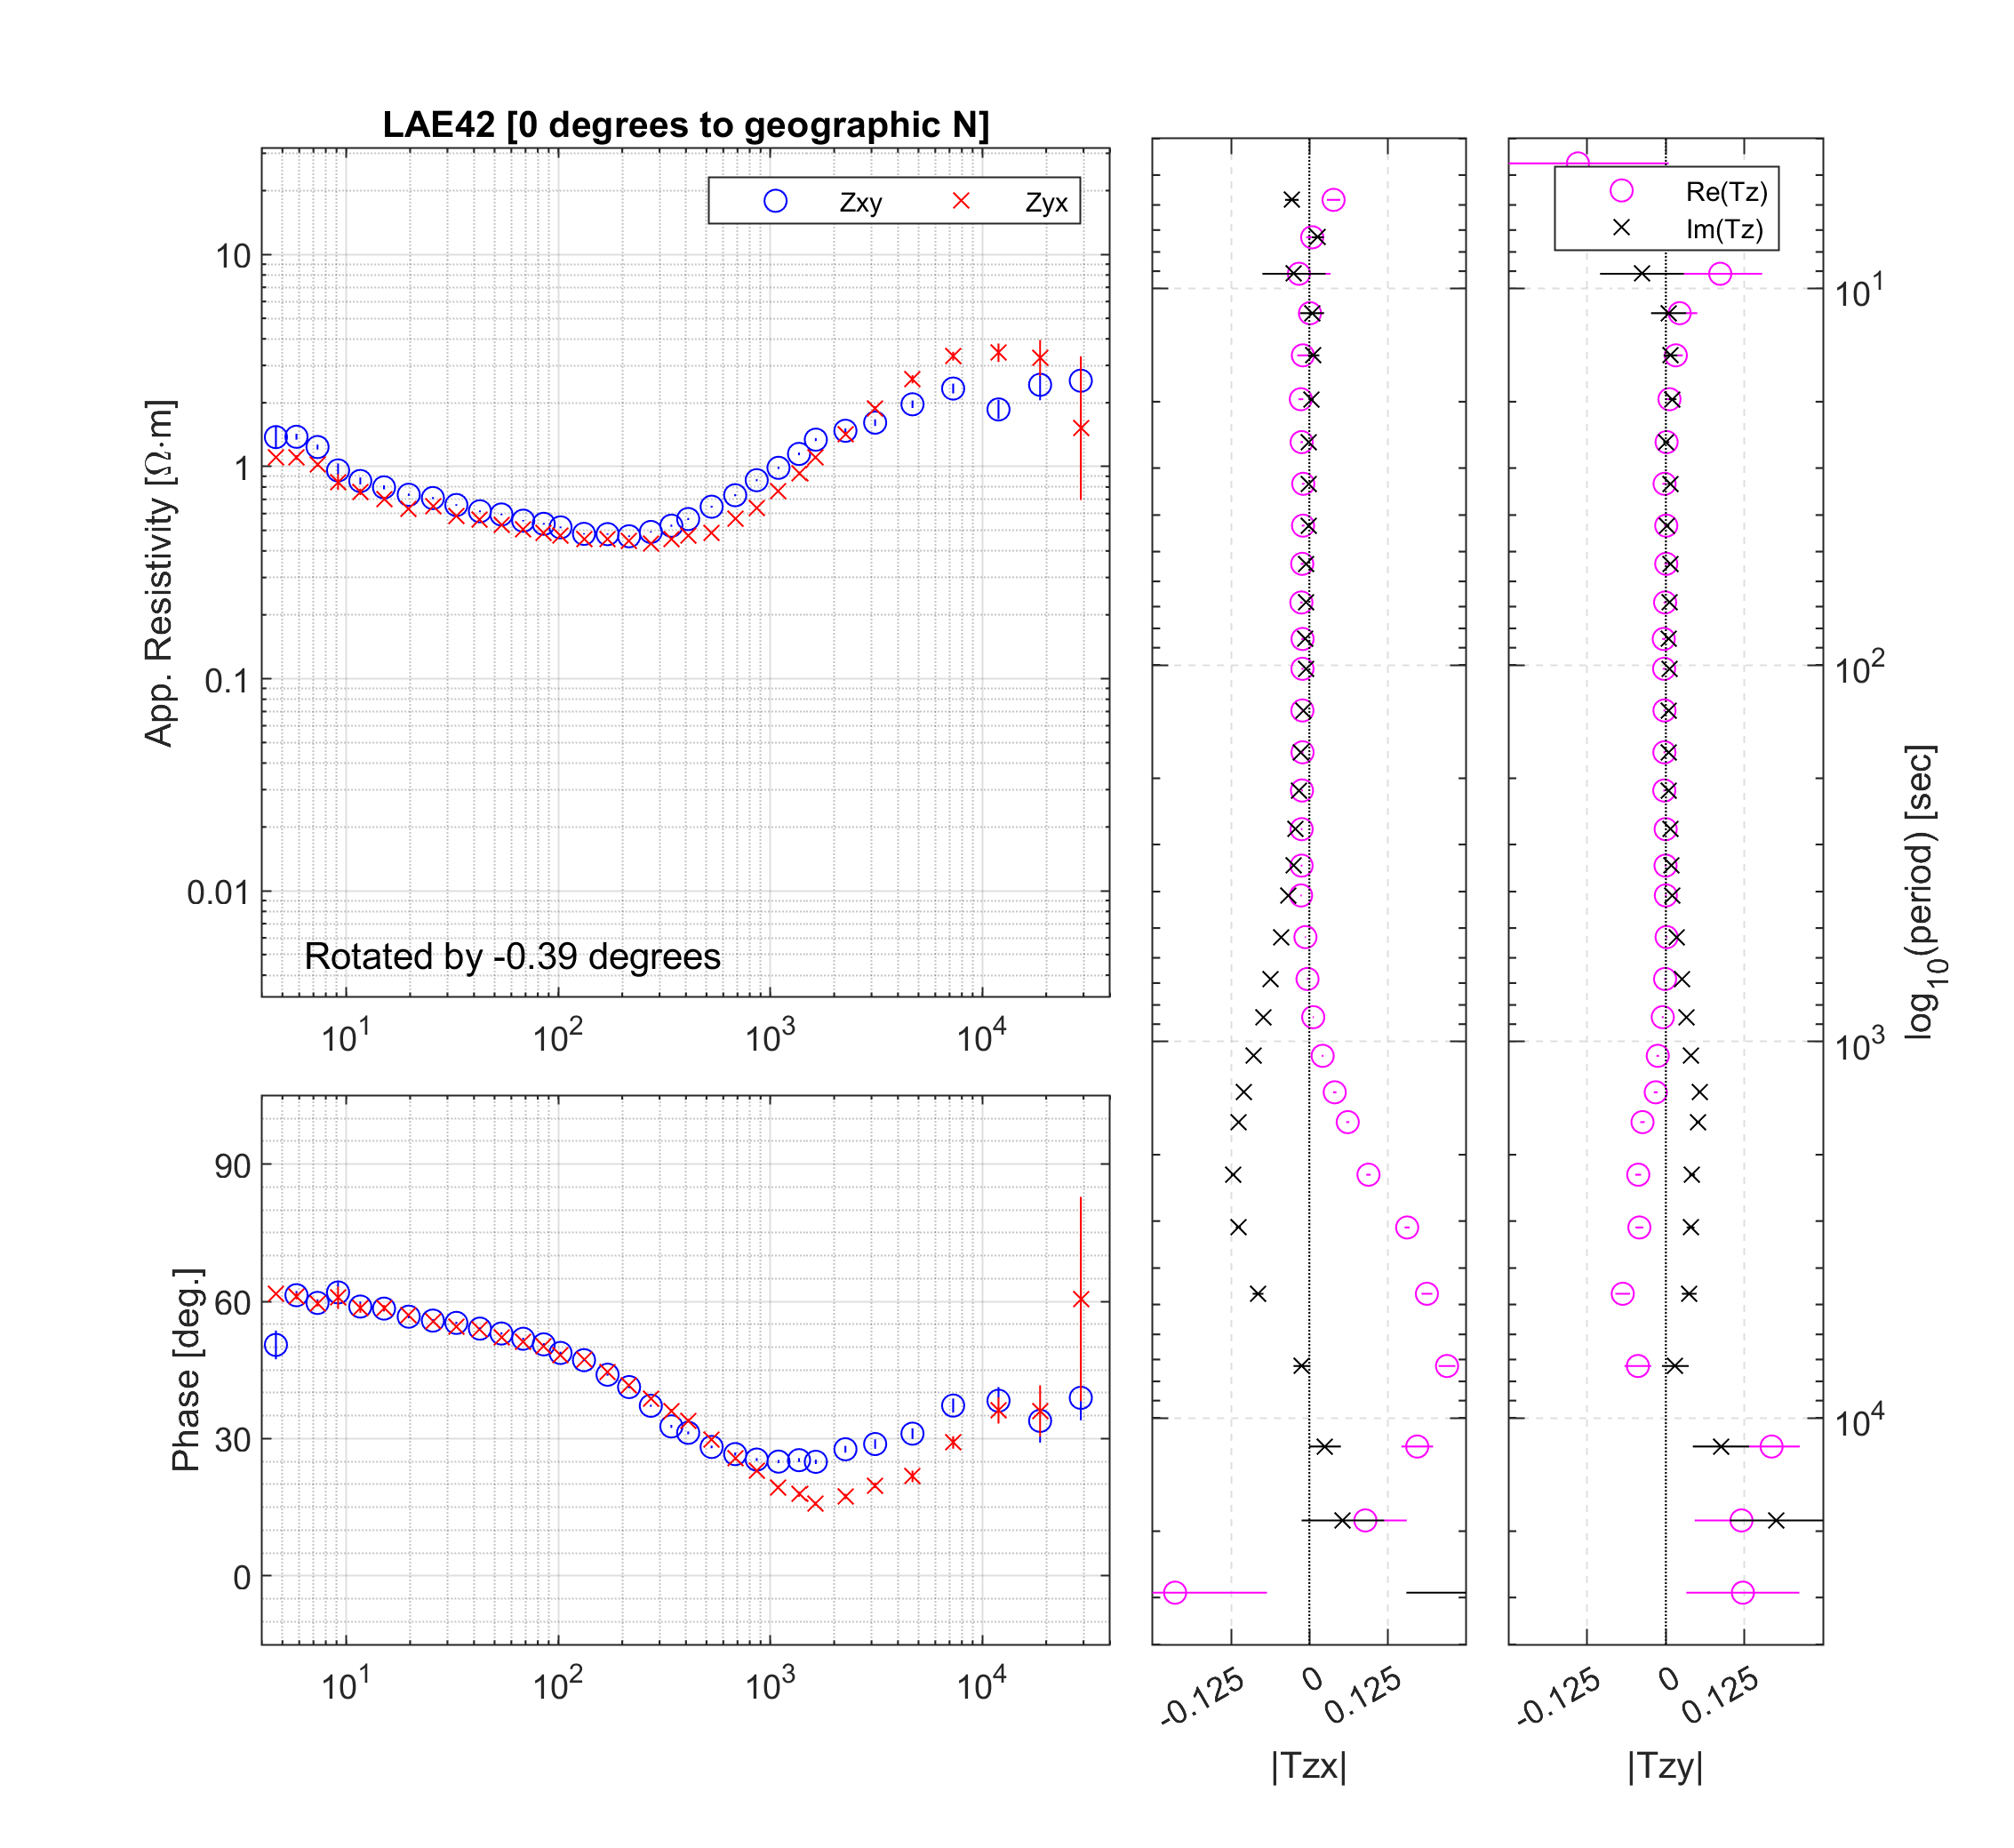 LAE42 [0 degrees to geographic N]
Zxy Zyx
App. Resistivity [Ω·m]
10
1
0.1
0.01
Rotated by -0.39 degrees
10¹ 10² 10³ 10⁴
Phase [deg.]
90
60
30
0
10¹ 10² 10³ 10⁴
-0.125 0 0.125
|Tzx|
Re(Tz)
Im(Tz)
-0.125 0 0.125
|Tzy|
10¹
10²
10³
10⁴
log₁₀(period) [sec]